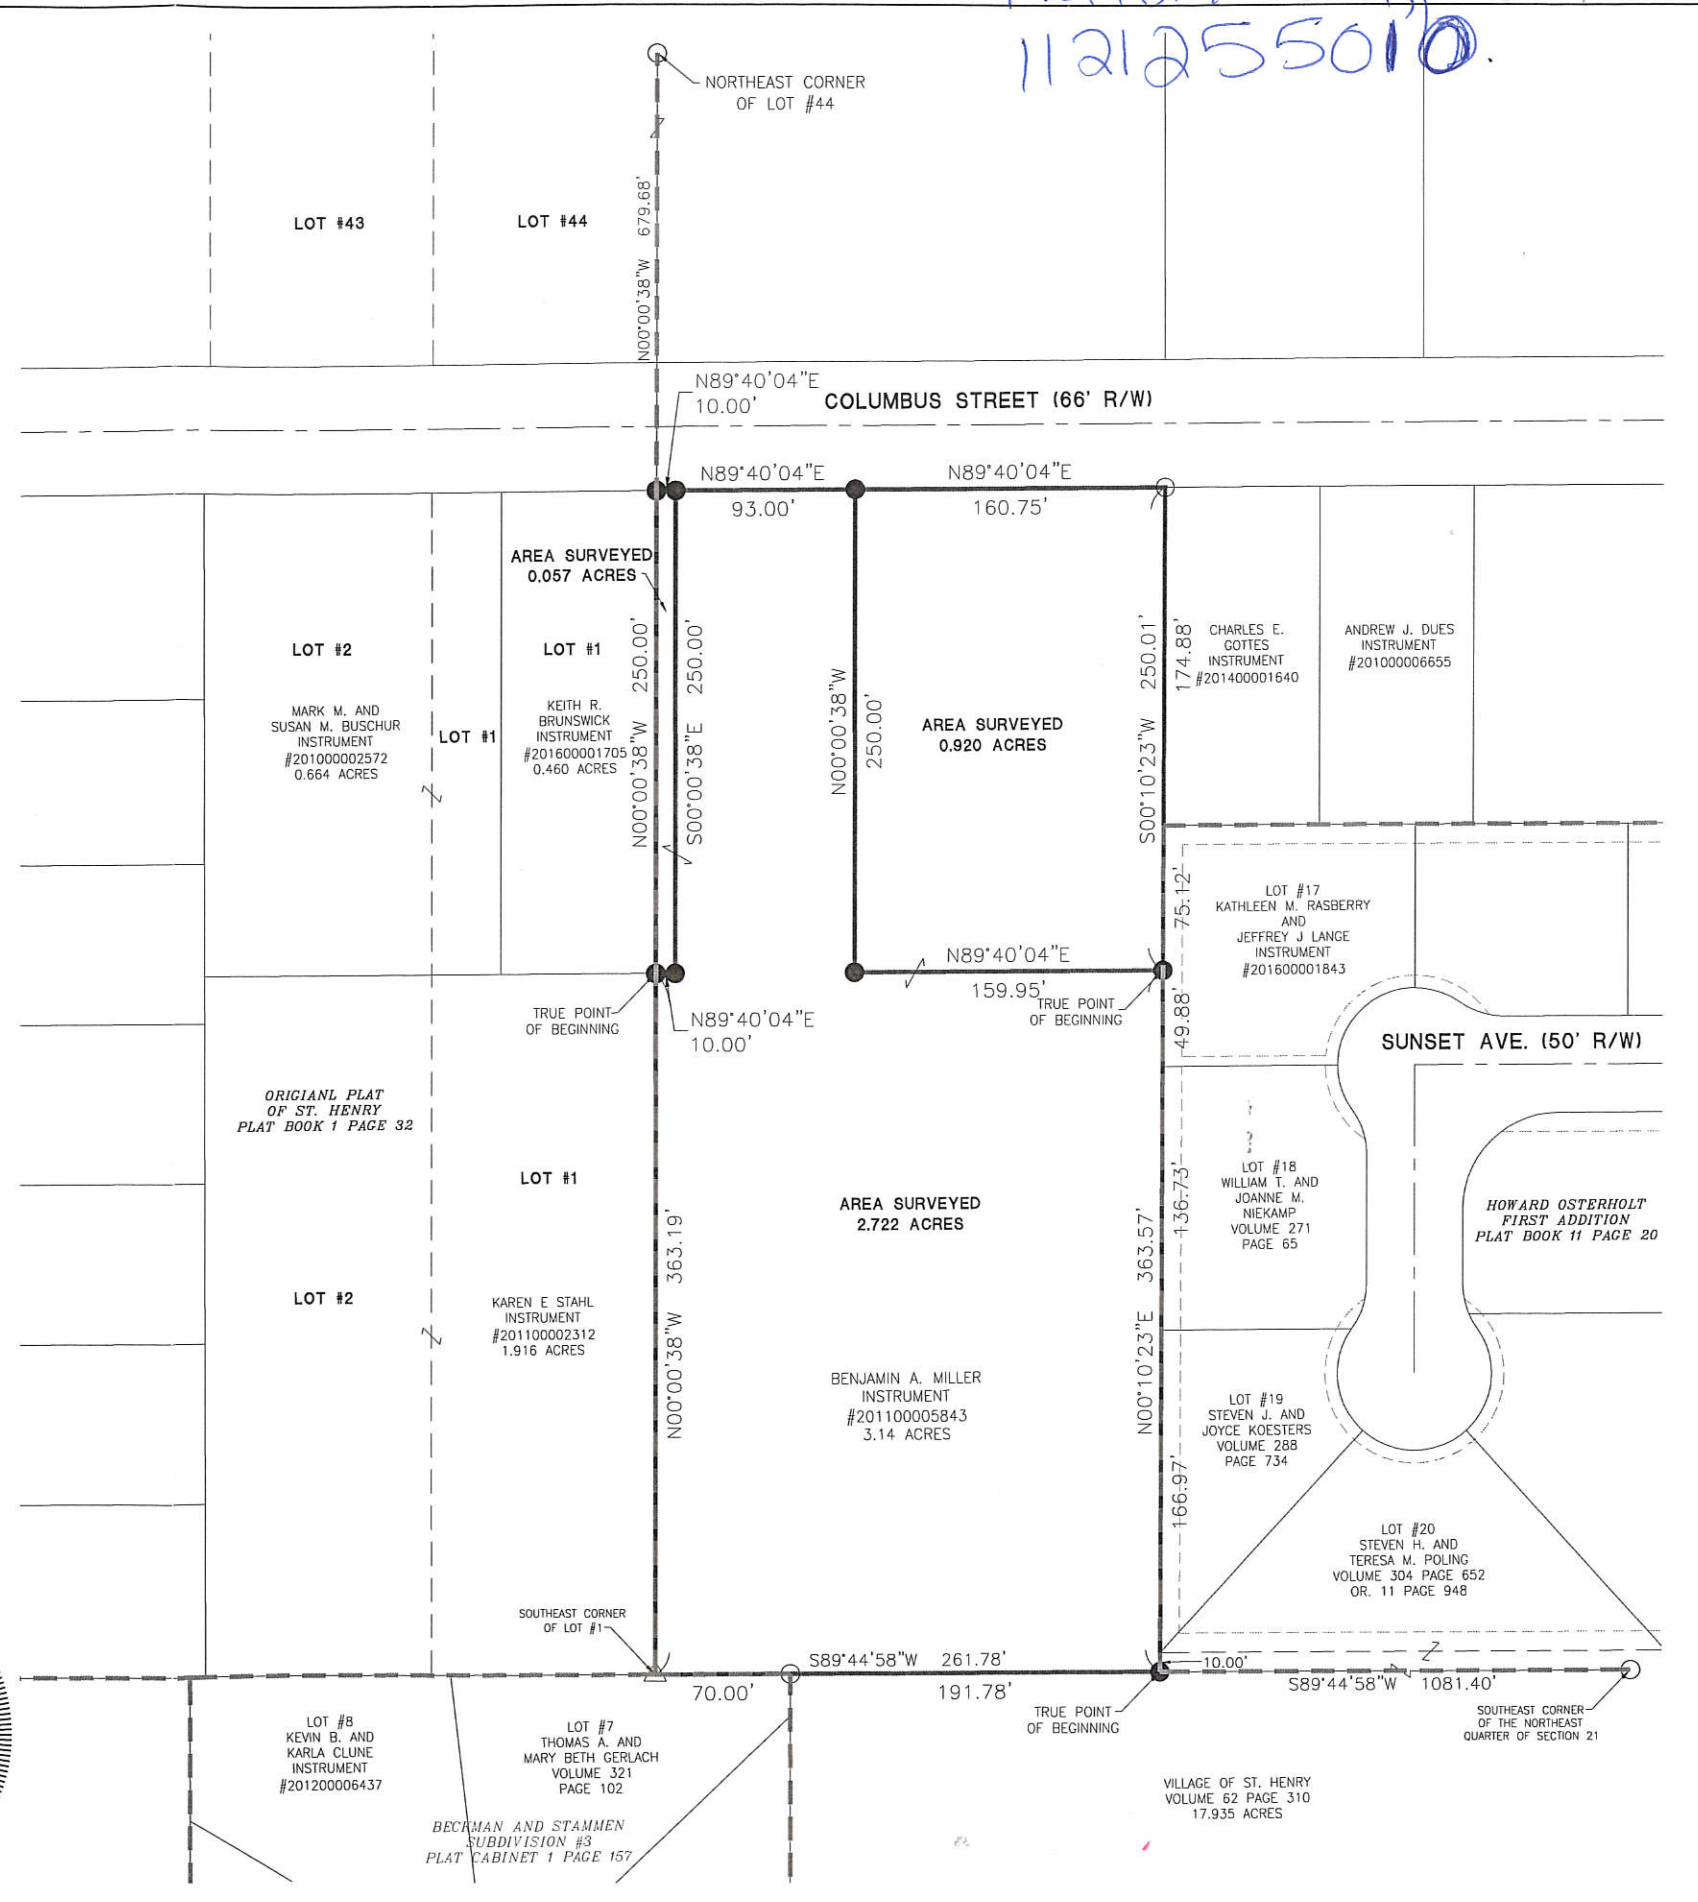 1121255010.
NORTHEAST CORNER
OF LOT #44
LOT #43
LOT #44
N00°00'38"W 679.68'
N89°40'04"E
10.00'
COLUMBUS STREET (66' R/W)
N89°40'04"E
93.00'
N89°40'04"E
160.75'
AREA SURVEYED
0.057 ACRES
LOT #2
MARK M. AND
SUSAN M. BUSCHUR
INSTRUMENT
#201000002572
0.664 ACRES
LOT #1
LOT #1
KEITH R.
BRUNSWICK
INSTRUMENT
#201600001705
0.460 ACRES
N00°00'38"W 250.00'
S00°00'38"E 250.00'
N00°00'38"W
250.00'
AREA SURVEYED
0.920 ACRES
S00°10'23"W 250.01'
174.88'
CHARLES E.
GOTTES
INSTRUMENT
#201400001640
ANDREW J. DUES
INSTRUMENT
#201000006655
75.12'
LOT #17
KATHLEEN M. RASBERRY
AND
JEFFREY J LANGE
INSTRUMENT
#201600001843
N89°40'04"E
159.95'
TRUE POINT
OF BEGINNING
TRUE POINT
OF BEGINNING
N89°40'04"E
10.00'
49.88'
SUNSET AVE. (50' R/W)
ORIGIANL PLAT
OF ST. HENRY
PLAT BOOK 1 PAGE 32
LOT #1
AREA SURVEYED
2.722 ACRES
136.73'
LOT #18
WILLIAM T. AND
JOANNE M.
NIEKAMP
VOLUME 271
PAGE 65
HOWARD OSTERHOLT
FIRST ADDITION
PLAT BOOK 11 PAGE 20
LOT #2
KAREN E STAHL
INSTRUMENT
#201100002312
1.916 ACRES
N00°00'38"W 363.19'
BENJAMIN A. MILLER
INSTRUMENT
#201100005843
3.14 ACRES
N00°10'23"E 363.57'
LOT #19
STEVEN J. AND
JOYCE KOESTERS
VOLUME 288
PAGE 734
166.97'
LOT #20
STEVEN H. AND
TERESA M. POLING
VOLUME 304 PAGE 652
OR. 11 PAGE 948
SOUTHEAST CORNER
OF LOT #1
S89°44'58"W 261.78'
70.00'
191.78'
10.00'
S89°44'58"W 1081.40'
TRUE POINT
OF BEGINNING
SOUTHEAST CORNER
OF THE NORTHEAST
QUARTER OF SECTION 21
LOT #8
KEVIN B. AND
KARLA CLUNE
INSTRUMENT
#201200006437
LOT #7
THOMAS A. AND
MARY BETH GERLACH
VOLUME 321
PAGE 102
BECKMAN AND STAMMEN
SUBDIVISION #3
PLAT CABINET 1 PAGE 157
VILLAGE OF ST. HENRY
VOLUME 62 PAGE 310
17.935 ACRES